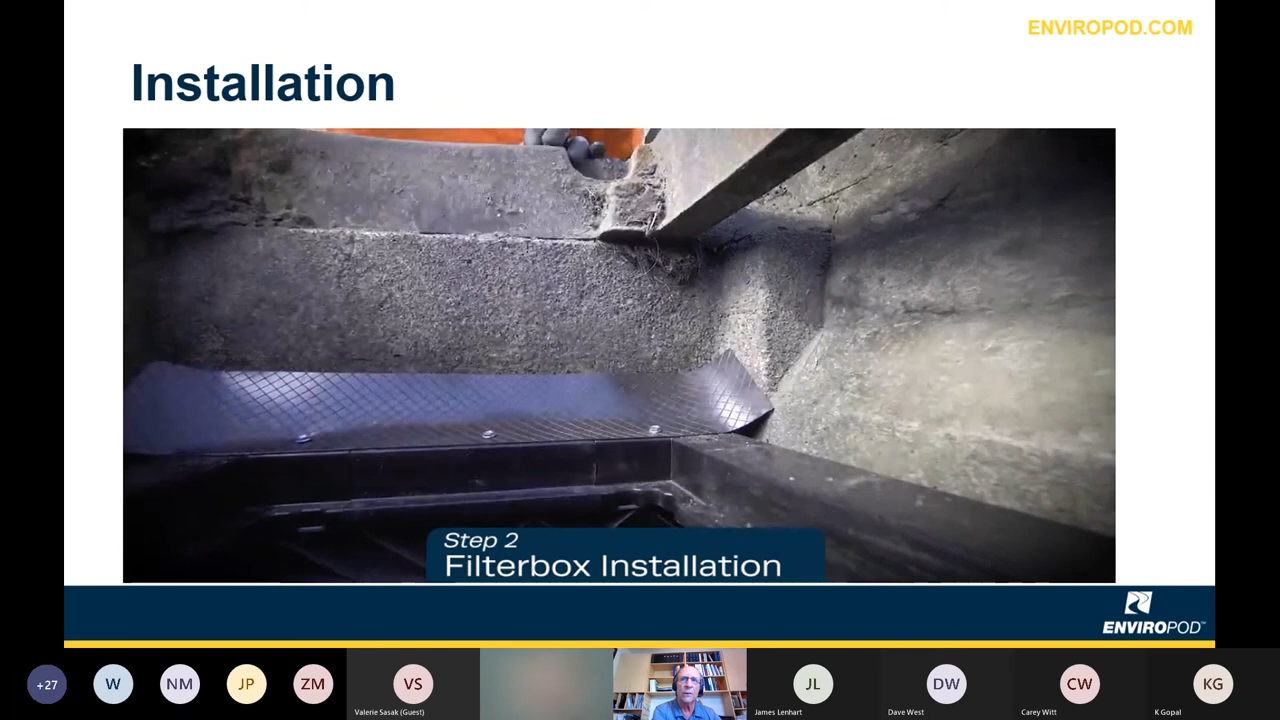 ENVIROPOD.COM
Installation
Step 2
Filterbox Installation
ENVIROPOD™
+27
W
NM
JP
ZM
VS
JL
DW
CW
KG
Valerie Sasak (Guest)
James Lenhart
Dave West
Carey Witt
K Gopal